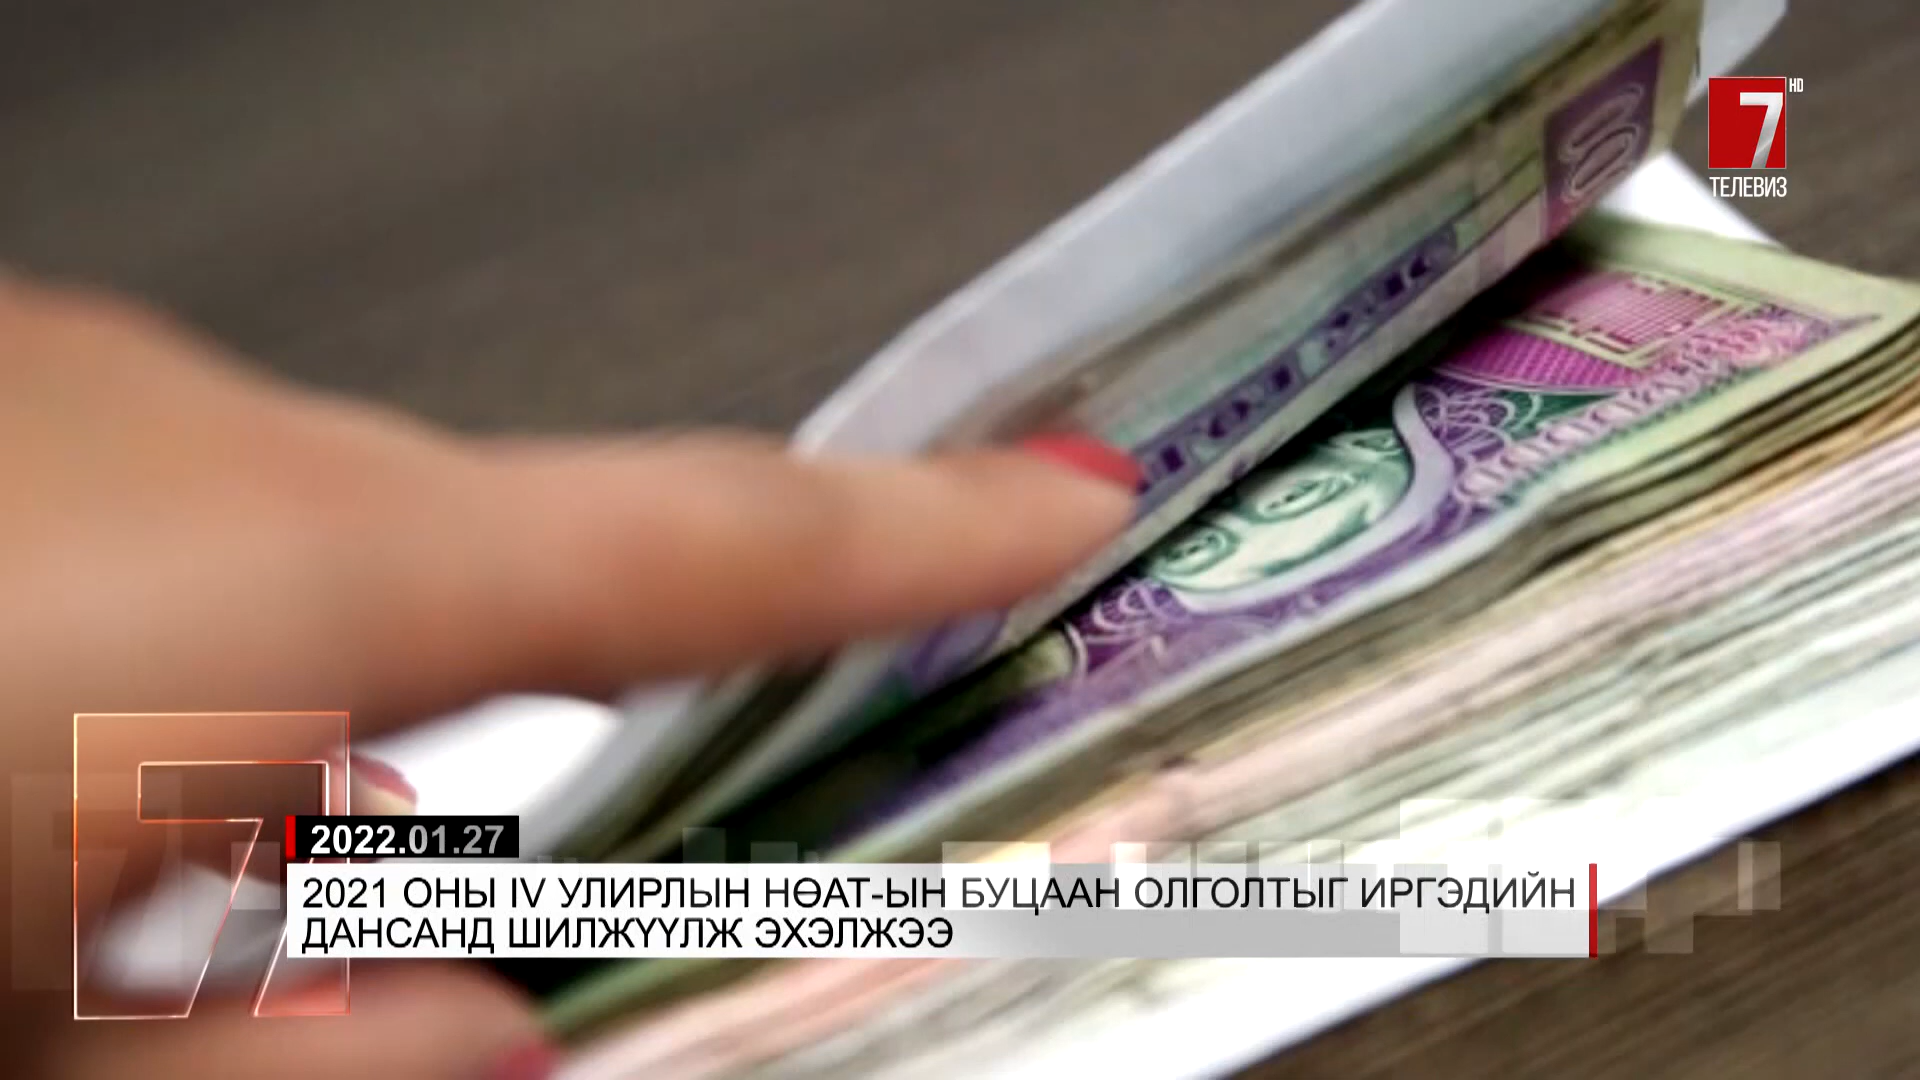 HD
7
ТЕЛЕВИЗ
2022.01.27
2021 ОНЫ IV УЛИРЛЫН НӨАТ-ЫН БУЦААН ОЛГОЛТЫГ ИРГЭДИЙН
ДАНСАНД ШИЛЖҮҮЛЖ ЭХЭЛЖЭЭ